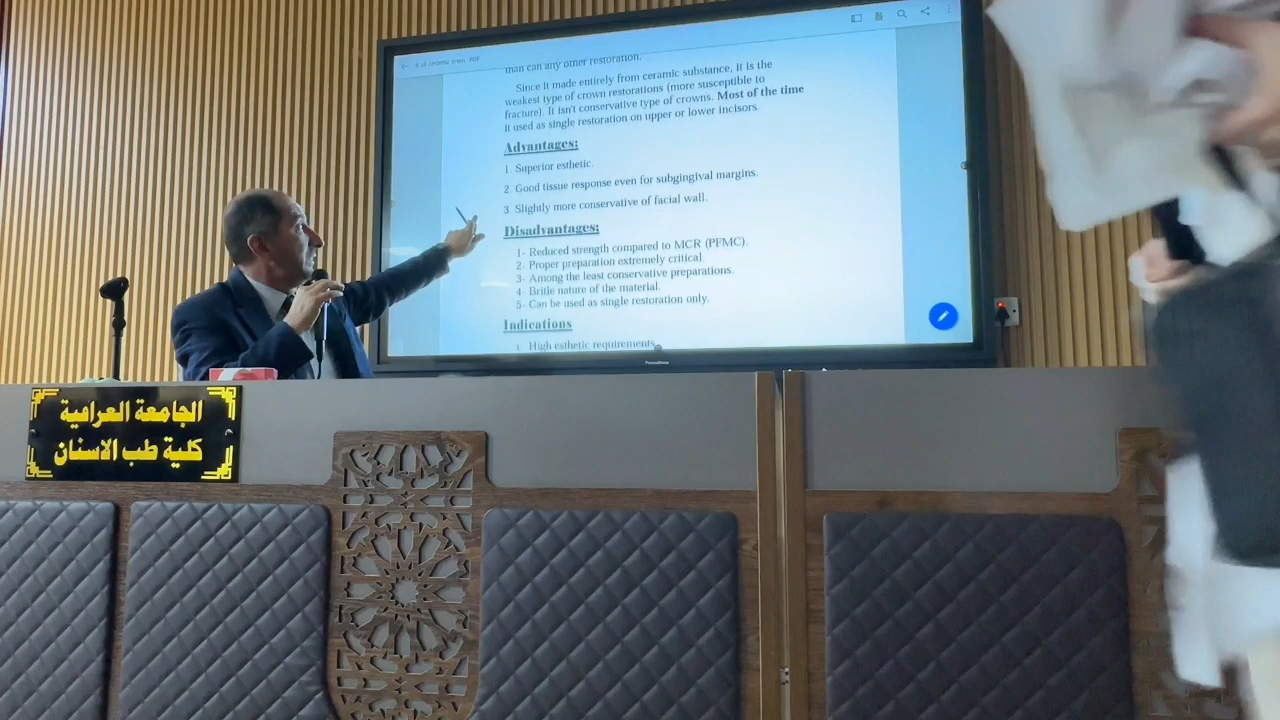 all ceramic crown PDF
than can any other restoration.
Since it made entirely from ceramic substance, it is the
weakest type of crown restorations (more susceptible to
fracture). It isn't conservative type of crowns. Most of the time
it used as single restoration on upper or lower incisors.
Advantages:
1. Superior esthetic.
2. Good tissue response even for subgingival margins.
3. Slightly more conservative of facial wall.
Disadvantages:
1- Reduced strength compared to MCR (PFMC).
2- Proper preparation extremely critical
3- Among the least conservative preparations.
4- Britle nature of the material.
5- Can be used as single restoration only.
Indications
1. High esthetic requirements
الجامعة العراقية
كلية طب الاسنان